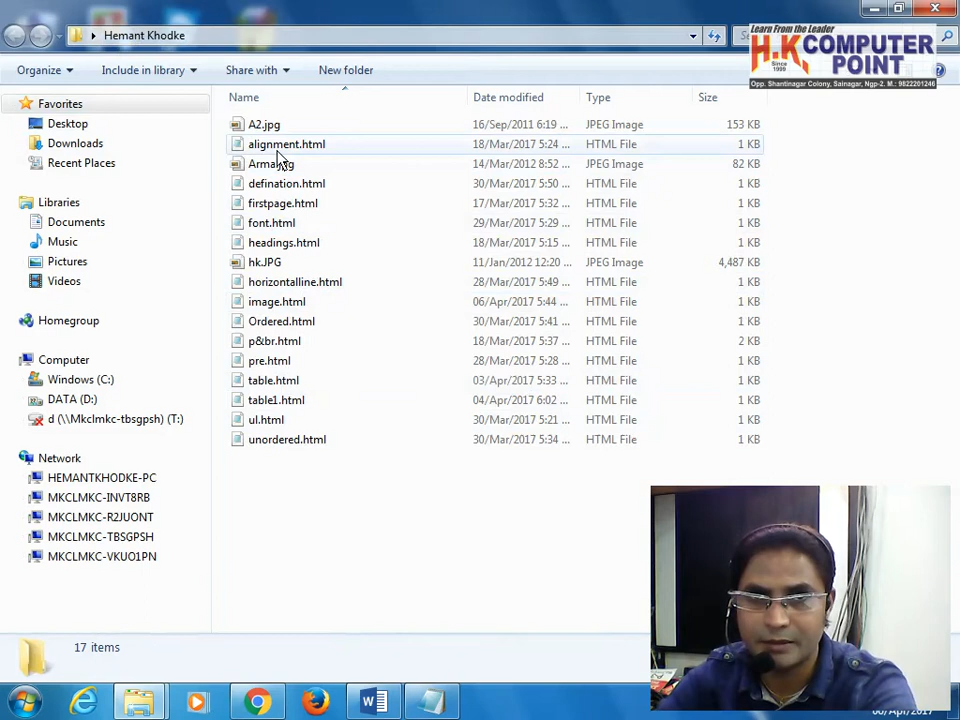 Hemant Khodke
Learn From the Leader
H.K COMPUTER POINT
Since 1999
Opp. Shantinagar Colony, Sainagar, Ngp-2. M.: 9822201246
Organize Include in library Share with New folder
Name Date modified Type Size
Favorites
Desktop
Downloads
Recent Places
Libraries
Documents
Music
Pictures
Videos
Homegroup
Computer
Windows (C:)
DATA (D:)
d (\\Mkclmkc-tbsgpsh) (T:)
Network
HEMANTKHODKE-PC
MKCLMKC-INVT8RB
MKCLMKC-R2JUONT
MKCLMKC-TBSGPSH
MKCLMKC-VKUO1PN
A2.jpg 16/Sep/2011 6:19 ... JPEG Image 153 KB
alignment.html 18/Mar/2017 5:24 ... HTML File 1 KB
14/Mar/2012 8:52 ... JPEG Image 82 KB
defination.html 30/Mar/2017 5:50 ... HTML File 1 KB
firstpage.html 17/Mar/2017 5:32 ... HTML File 1 KB
font.html 29/Mar/2017 5:34 ... HTML File 1 KB
headings.html 18/Mar/2017 5:15 ... HTML File 1 KB
hk.JPG 11/Jan/2012 12:20 ... JPEG Image 4,487 KB
horizontalline.html 28/Mar/2017 5:49 ... HTML File 1 KB
image.html 06/Apr/2017 5:44 ... HTML File 1 KB
Ordered.html 30/Mar/2017 5:41 ... HTML File 1 KB
p&br.html 18/Mar/2017 5:37 ... HTML File 2 KB
pre.html 28/Mar/2017 5:28 ... HTML File 1 KB
table.html 03/Apr/2017 5:33 ... HTML File 1 KB
table1.html 04/Apr/2017 6:02 ... HTML File 1 KB
ul.html 30/Mar/2017 5:21 ... HTML File 1 KB
unordered.html 30/Mar/2017 5:34 ... HTML File 1 KB
17 items